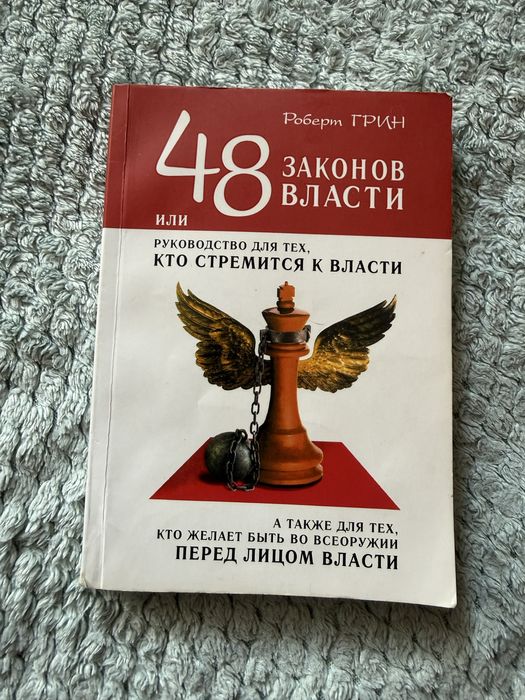 Роберт ГРИН
48 ЗАКОНОВ
ВЛАСТИ
ИЛИ
РУКОВОДСТВО ДЛЯ ТЕХ,
КТО СТРЕМИТСЯ К ВЛАСТИ
А ТАКЖЕ ДЛЯ ТЕХ,
КТО ЖЕЛАЕТ БЫТЬ ВО ВСЕОРУЖИИ
ПЕРЕД ЛИЦОМ ВЛАСТИ